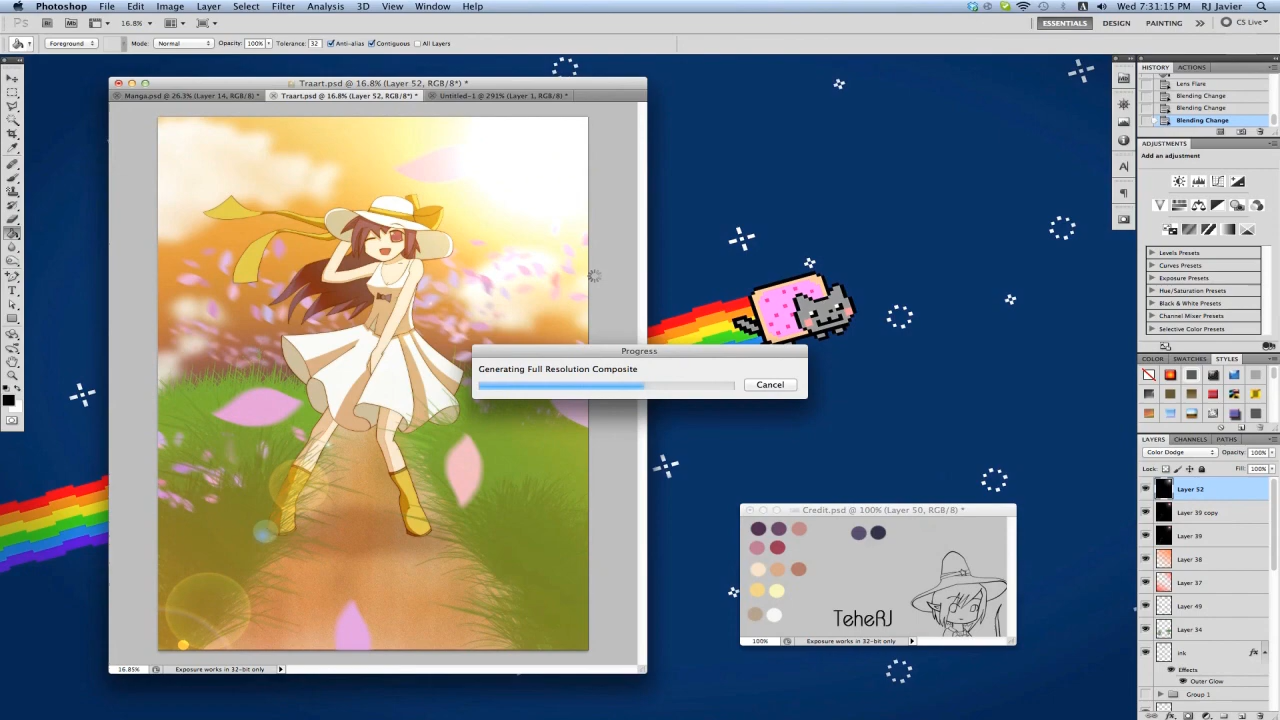 Photoshop File Edit Image Layer Select Filter Analysis 3D View Window Help Wed 7:31:15 PM RJ Javier
Ps Br Mb 16.8% ESSENTIALS DESIGN PAINTING >> CS Live
Foreground Mode: Normal Opacity: 100% Tolerance: 32 Anti-alias Contiguous All Layers
Traart.psd @ 16.8% (Layer 52, RGB/8*) *
Manga.psd @ 26.3% (Layer 14, RGB/8) * Traart.psd @ 16.8% (Layer 52, RGB/8*) * Untitled-1 @ 291% (Layer 1, RGB/8) *
HISTORY ACTIONS
Lens Flare
Blending Change
Blending Change
Blending Change
ADJUSTMENTS
Add an adjustment
Levels Presets
Curves Presets
Exposure Presets
Hue/Saturation Presets
Black & White Presets
Channel Mixer Presets
Selective Color Presets
Progress
Generating Full Resolution Composite
Cancel
COLOR SWATCHES STYLES
LAYERS CHANNELS PATHS
Color Dodge Opacity: 100%
Lock: Fill: 100%
Layer 52
Layer 39 copy
Layer 39
Layer 38
Layer 37
Layer 49
Layer 34
ink fx
Effects
Outer Glow
Group 1
Credit.psd @ 100% (Layer 50, RGB/8) *
TeheRJ
100% Exposure works in 32-bit only
16.85% Exposure works in 32-bit only